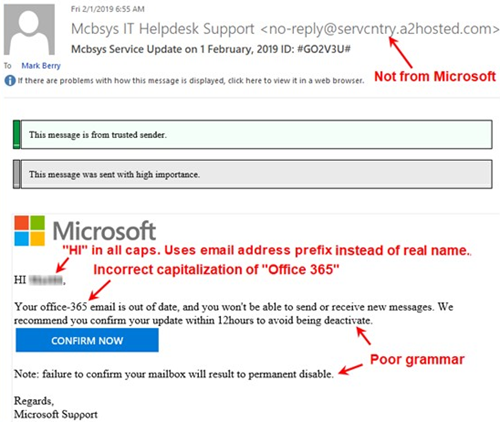 Fri 2/1/2019 6:55 AM
Mcbsys IT Helpdesk Support <no-reply@servcntry.a2hosted.com>
Mcbsys Service Update on 1 February, 2019 ID: #GO2V3U#
To Mark Berry
If there are problems with how this message is displayed, click here to view it in a web browser.
Not from Microsoft
This message is from trusted sender.
This message was sent with high importance.
Microsoft
"HI" in all caps. Uses email address prefix instead of real name.
HI ,
Incorrect capitalization of "Office 365"
Your office-365 email is out of date, and you won't be able to send or receive new messages. We
recommend you confirm your update within 12hours to avoid being deactivate.
CONFIRM NOW
Poor grammar
Note: failure to confirm your mailbox will result to permanent disable.
Regards,
Microsoft Support